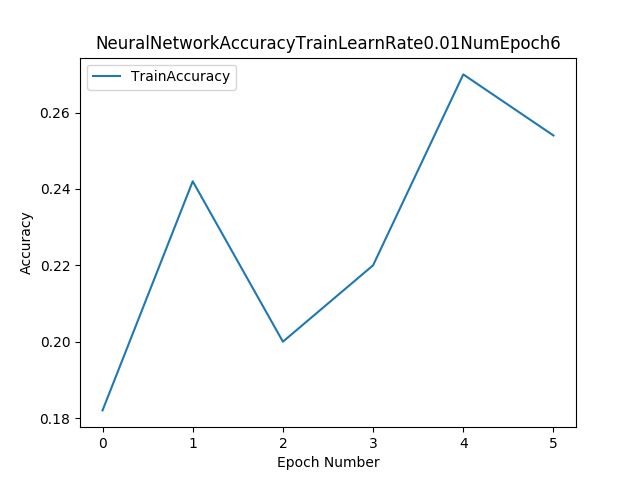 NeuralNetworkAccuracyTrainLearnRate0.01NumEpoch6
TrainAccuracy
0.26
0.24
0.22
0.20
0.18
Accuracy
0 1 2 3 4 5
Epoch Number